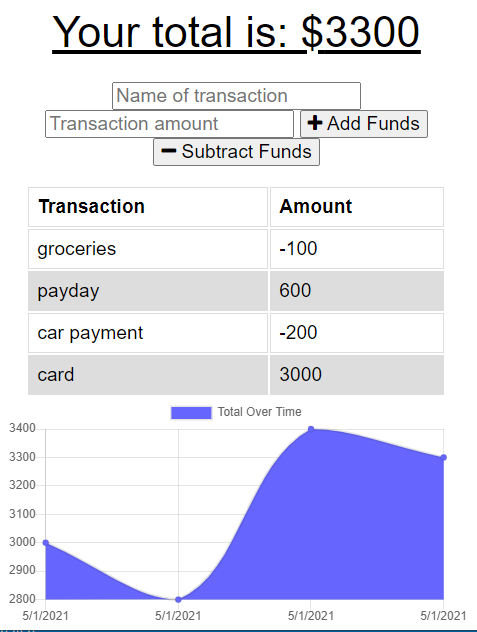 Your total is: $3300
Name of transaction
Transaction amount + Add Funds
− Subtract Funds
Transaction Amount
groceries -100
payday 600
car payment -200
card 3000
Total Over Time
3400
3300
3200
3100
3000
2900
2800
5/1/2021 5/1/2021 5/1/2021 5/1/2021